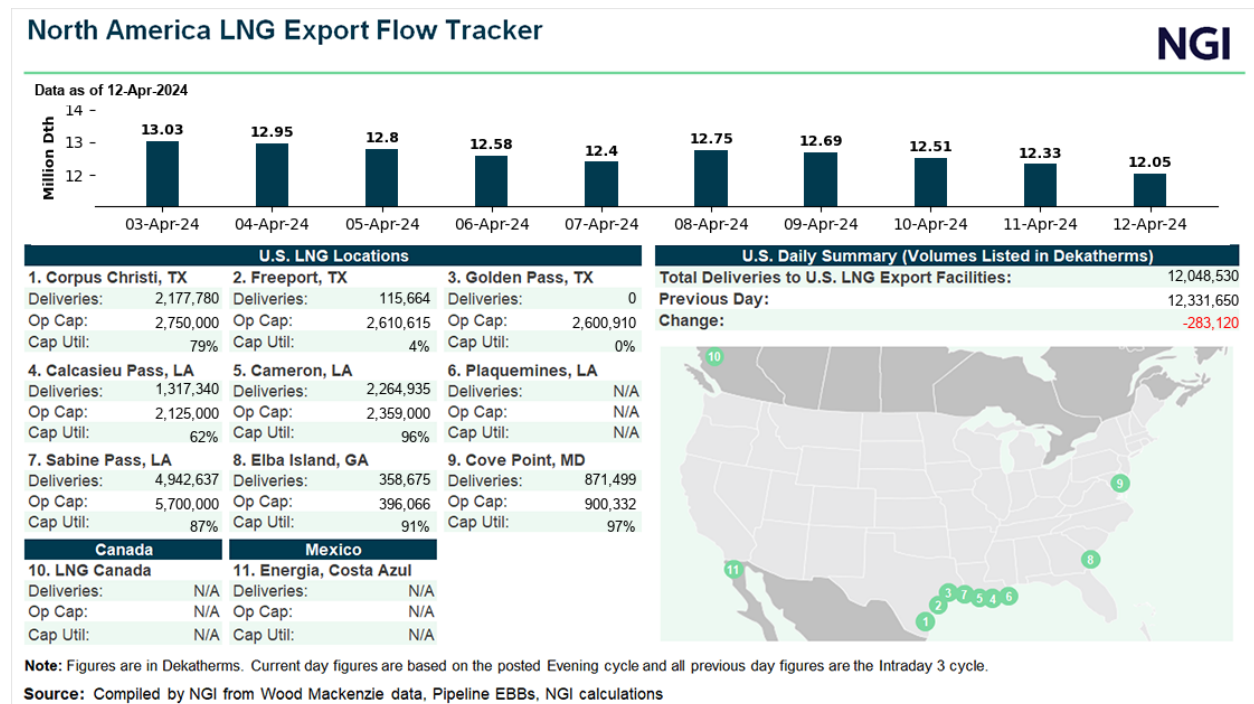 North America LNG Export Flow Tracker
NGI
Data as of 12-Apr-2024
Million Dth
14
13
12
13.03
12.95
12.8
12.58
12.4
12.75
12.69
12.51
12.33
12.05
03-Apr-24
04-Apr-24
05-Apr-24
06-Apr-24
07-Apr-24
08-Apr-24
09-Apr-24
10-Apr-24
11-Apr-24
12-Apr-24
U.S. LNG Locations
1. Corpus Christi, TX
Deliveries: 2,177,780
Op Cap: 2,750,000
Cap Util: 79%
2. Freeport, TX
Deliveries: 115,664
Op Cap: 2,610,615
Cap Util: 4%
3. Golden Pass, TX
Deliveries: 0
Op Cap: 2,600,910
Cap Util: 0%
4. Calcasieu Pass, LA
Deliveries: 1,317,340
Op Cap: 2,125,000
Cap Util: 62%
5. Cameron, LA
Deliveries: 2,264,935
Op Cap: 2,359,000
Cap Util: 96%
6. Plaquemines, LA
Deliveries: N/A
Op Cap: N/A
Cap Util: N/A
7. Sabine Pass, LA
Deliveries: 4,942,637
Op Cap: 5,700,000
Cap Util: 87%
8. Elba Island, GA
Deliveries: 358,675
Op Cap: 396,066
Cap Util: 91%
9. Cove Point, MD
Deliveries: 871,499
Op Cap: 900,332
Cap Util: 97%
Canada
10. LNG Canada
Deliveries: N/A
Op Cap: N/A
Cap Util: N/A
Mexico
11. Energia, Costa Azul
Deliveries: N/A
Op Cap: N/A
Cap Util: N/A
U.S. Daily Summary (Volumes Listed in Dekatherms)
Total Deliveries to U.S. LNG Export Facilities: 12,048,530
Previous Day: 12,331,650
Change: -283,120
10
9
8
11
3
7
5
4
6
2
1
Note: Figures are in Dekatherms. Current day figures are based on the posted Evening cycle and all previous day figures are the Intraday 3 cycle.
Source: Compiled by NGI from Wood Mackenzie data, Pipeline EBBs, NGI calculations